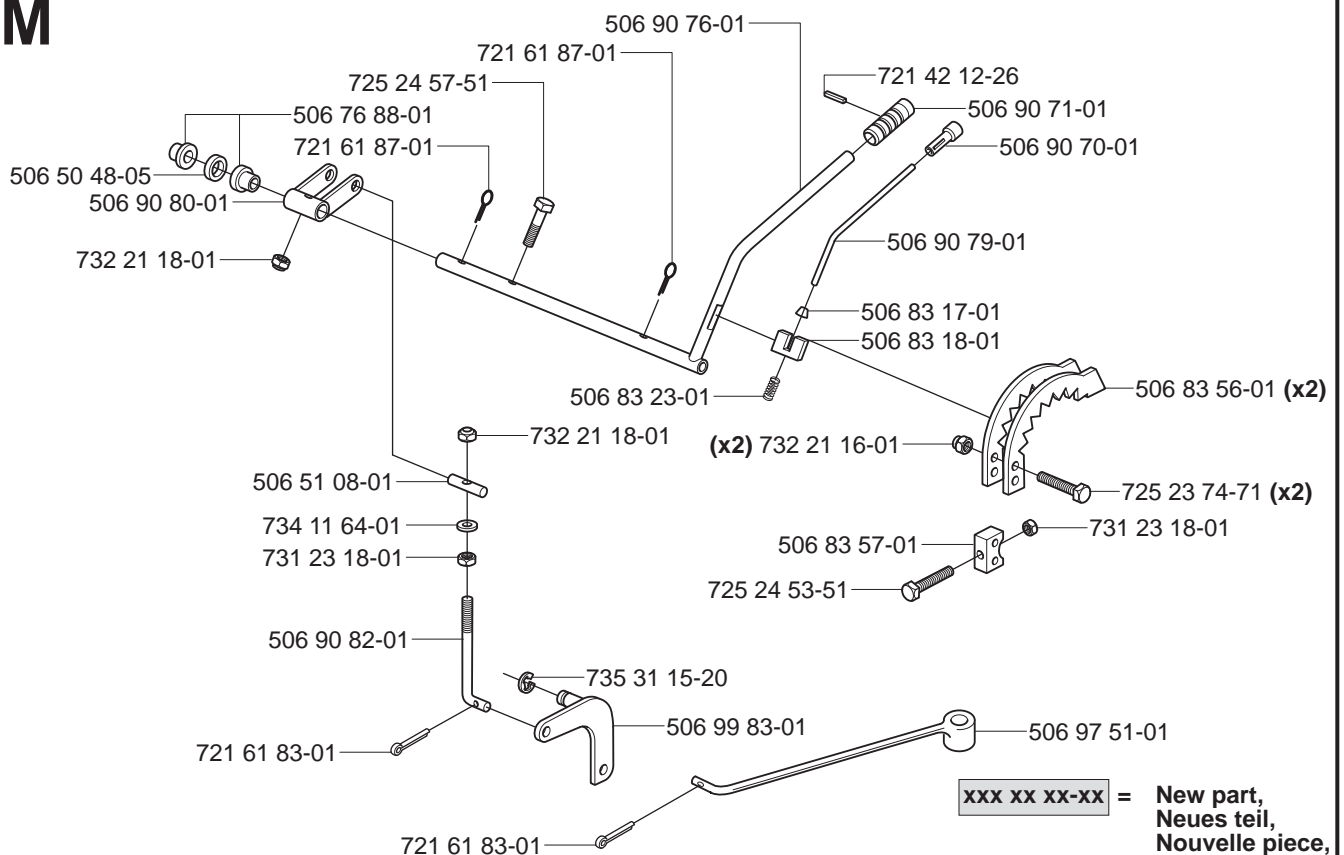 M
506 90 76-01
721 61 87-01
725 24 57-51
721 42 12-26
506 90 71-01
506 76 88-01
721 61 87-01
506 90 70-01
506 50 48-05
506 90 80-01
506 90 79-01
732 21 18-01
506 83 17-01
506 83 18-01
506 83 23-01
506 83 56-01 (x2)
732 21 18-01
(x2) 732 21 16-01
506 51 08-01
725 23 74-71 (x2)
734 11 64-01
731 23 18-01
506 83 57-01
731 23 18-01
725 24 53-51
506 90 82-01
735 31 15-20
506 99 83-01
506 97 51-01
721 61 83-01
xxx xx xx-xx = New part,
Neues teil,
Nouvelle piece,
721 61 83-01